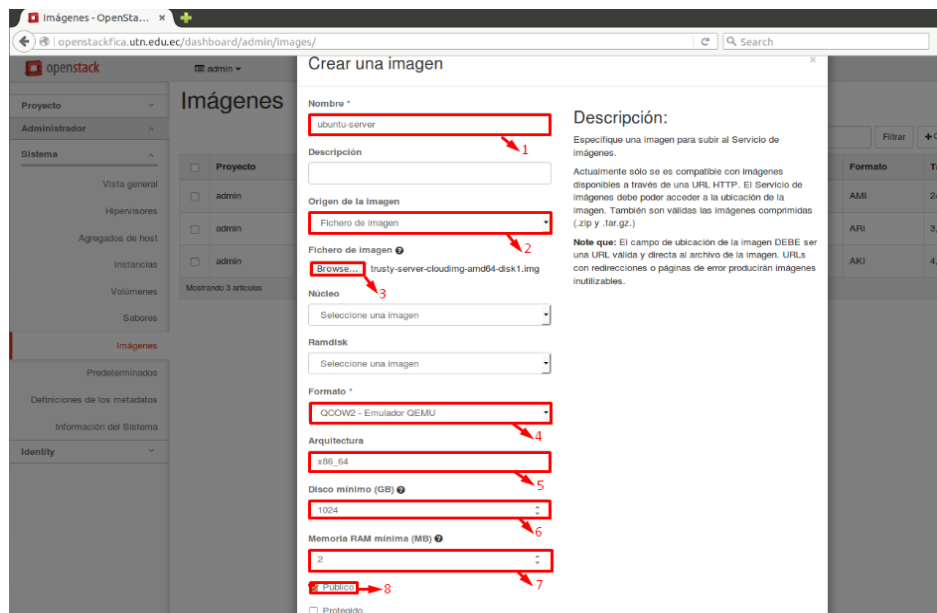 Imágenes - OpenSta... ×
openstackfica.utn.edu.ec/dashboard/admin/images/
Search
openstack
admin
Proyecto
Administrador
Sistema
Vista general
Hipervisores
Agregados de host
Instancias
Volúmenes
Sabores
Imágenes
Predeterminados
Definiciones de los metadatos
Información del Sistema
Identity
Imágenes
Proyecto
admin
admin
admin
Mostrando 3 artículos
Crear una imagen
×
Nombre *
ubuntu-server
1
Descripción
Origen de la imagen
Fichero de imagen
2
Fichero de imagen
Browse... trusty-server-cloudimg-amd64-disk1.img
3
Núcleo
Seleccione una imagen
Ramdisk
Seleccione una imagen
Formato *
QCOW2 - Emulador QEMU
4
Arquitectura
x86_64
5
Disco mínimo (GB)
1024
6
Memoria RAM mínima (MB)
2
7
Público
8
Protegido
Descripción:
Especifique una imagen para subir al Servicio de
imágenes.
Actualmente sólo se es compatible con imágenes
disponibles a través de una URL HTTP. El Servicio de
imágenes debe poder acceder a la ubicación de la
imagen. También son válidas las imágenes comprimidas
(.zip y .tar.gz.)
Note que: El campo de ubicación de la imagen DEBE ser
una URL válida y directa al archivo de la imagen. URLs
con redirecciones o páginas de error producirán imágenes
inutilizables.
Filtrar
Formato
AMI
ARI
3,
AKI
4,